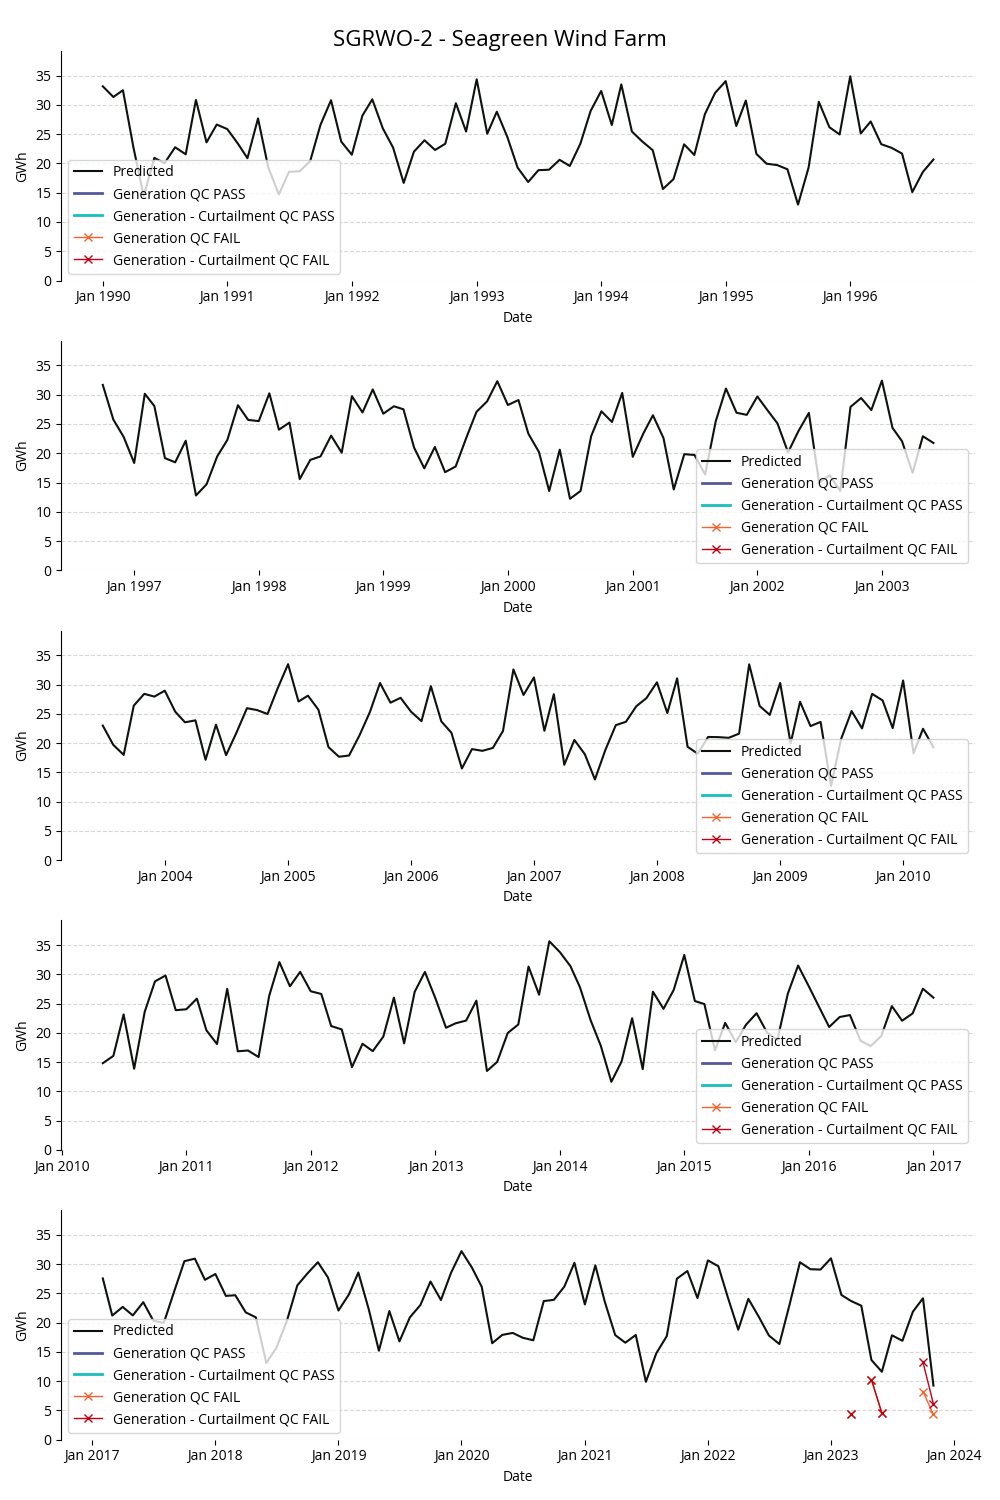 SGRWO-2 - Seagreen Wind Farm
35
30
25
20
15
10
5
0
GWh
Predicted
Generation QC PASS
Generation - Curtailment QC PASS
Generation QC FAIL
Generation - Curtailment QC FAIL
Jan 1990 Jan 1991 Jan 1992 Jan 1993 Jan 1994 Jan 1995 Jan 1996
Date
35
30
25
20
15
10
5
0
GWh
Predicted
Generation QC PASS
Generation - Curtailment QC PASS
Generation QC FAIL
Generation - Curtailment QC FAIL
Jan 1997 Jan 1998 Jan 1999 Jan 2000 Jan 2001 Jan 2002 Jan 2003
Date
35
30
25
20
15
10
5
0
GWh
Predicted
Generation QC PASS
Generation - Curtailment QC PASS
Generation QC FAIL
Generation - Curtailment QC FAIL
Jan 2004 Jan 2005 Jan 2006 Jan 2007 Jan 2008 Jan 2009 Jan 2010
Date
35
30
25
20
15
10
5
0
GWh
Predicted
Generation QC PASS
Generation - Curtailment QC PASS
Generation QC FAIL
Generation - Curtailment QC FAIL
Jan 2010 Jan 2011 Jan 2012 Jan 2013 Jan 2014 Jan 2015 Jan 2016 Jan 2017
Date
35
30
25
20
15
10
5
0
GWh
Predicted
Generation QC PASS
Generation - Curtailment QC PASS
Generation QC FAIL
Generation - Curtailment QC FAIL
Jan 2017 Jan 2018 Jan 2019 Jan 2020 Jan 2021 Jan 2022 Jan 2023 Jan 2024
Date